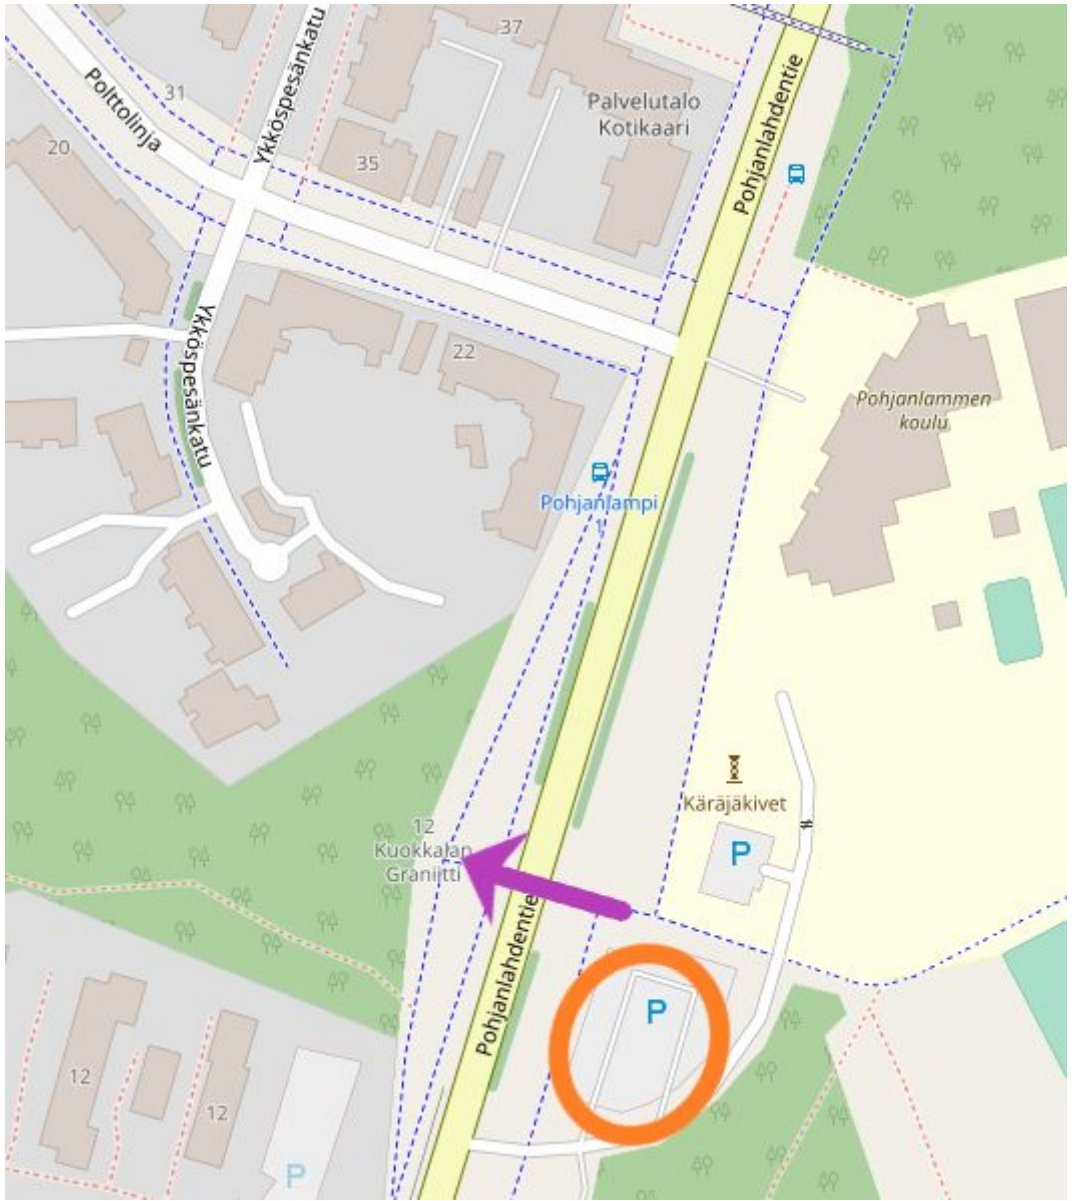 37
Ykköspesänkatu
Polttolinja
31
20
35
Palvelutalo
Kotikaari
Pohjanlahdentie
Ykköspesänkatu
22
Pohjanlammen
koulu
Pohjanlampi
1
Käräjäkivet
12
Kuokkalan
Graniitti
P
Pohjanlahdentie
P
12
12
P